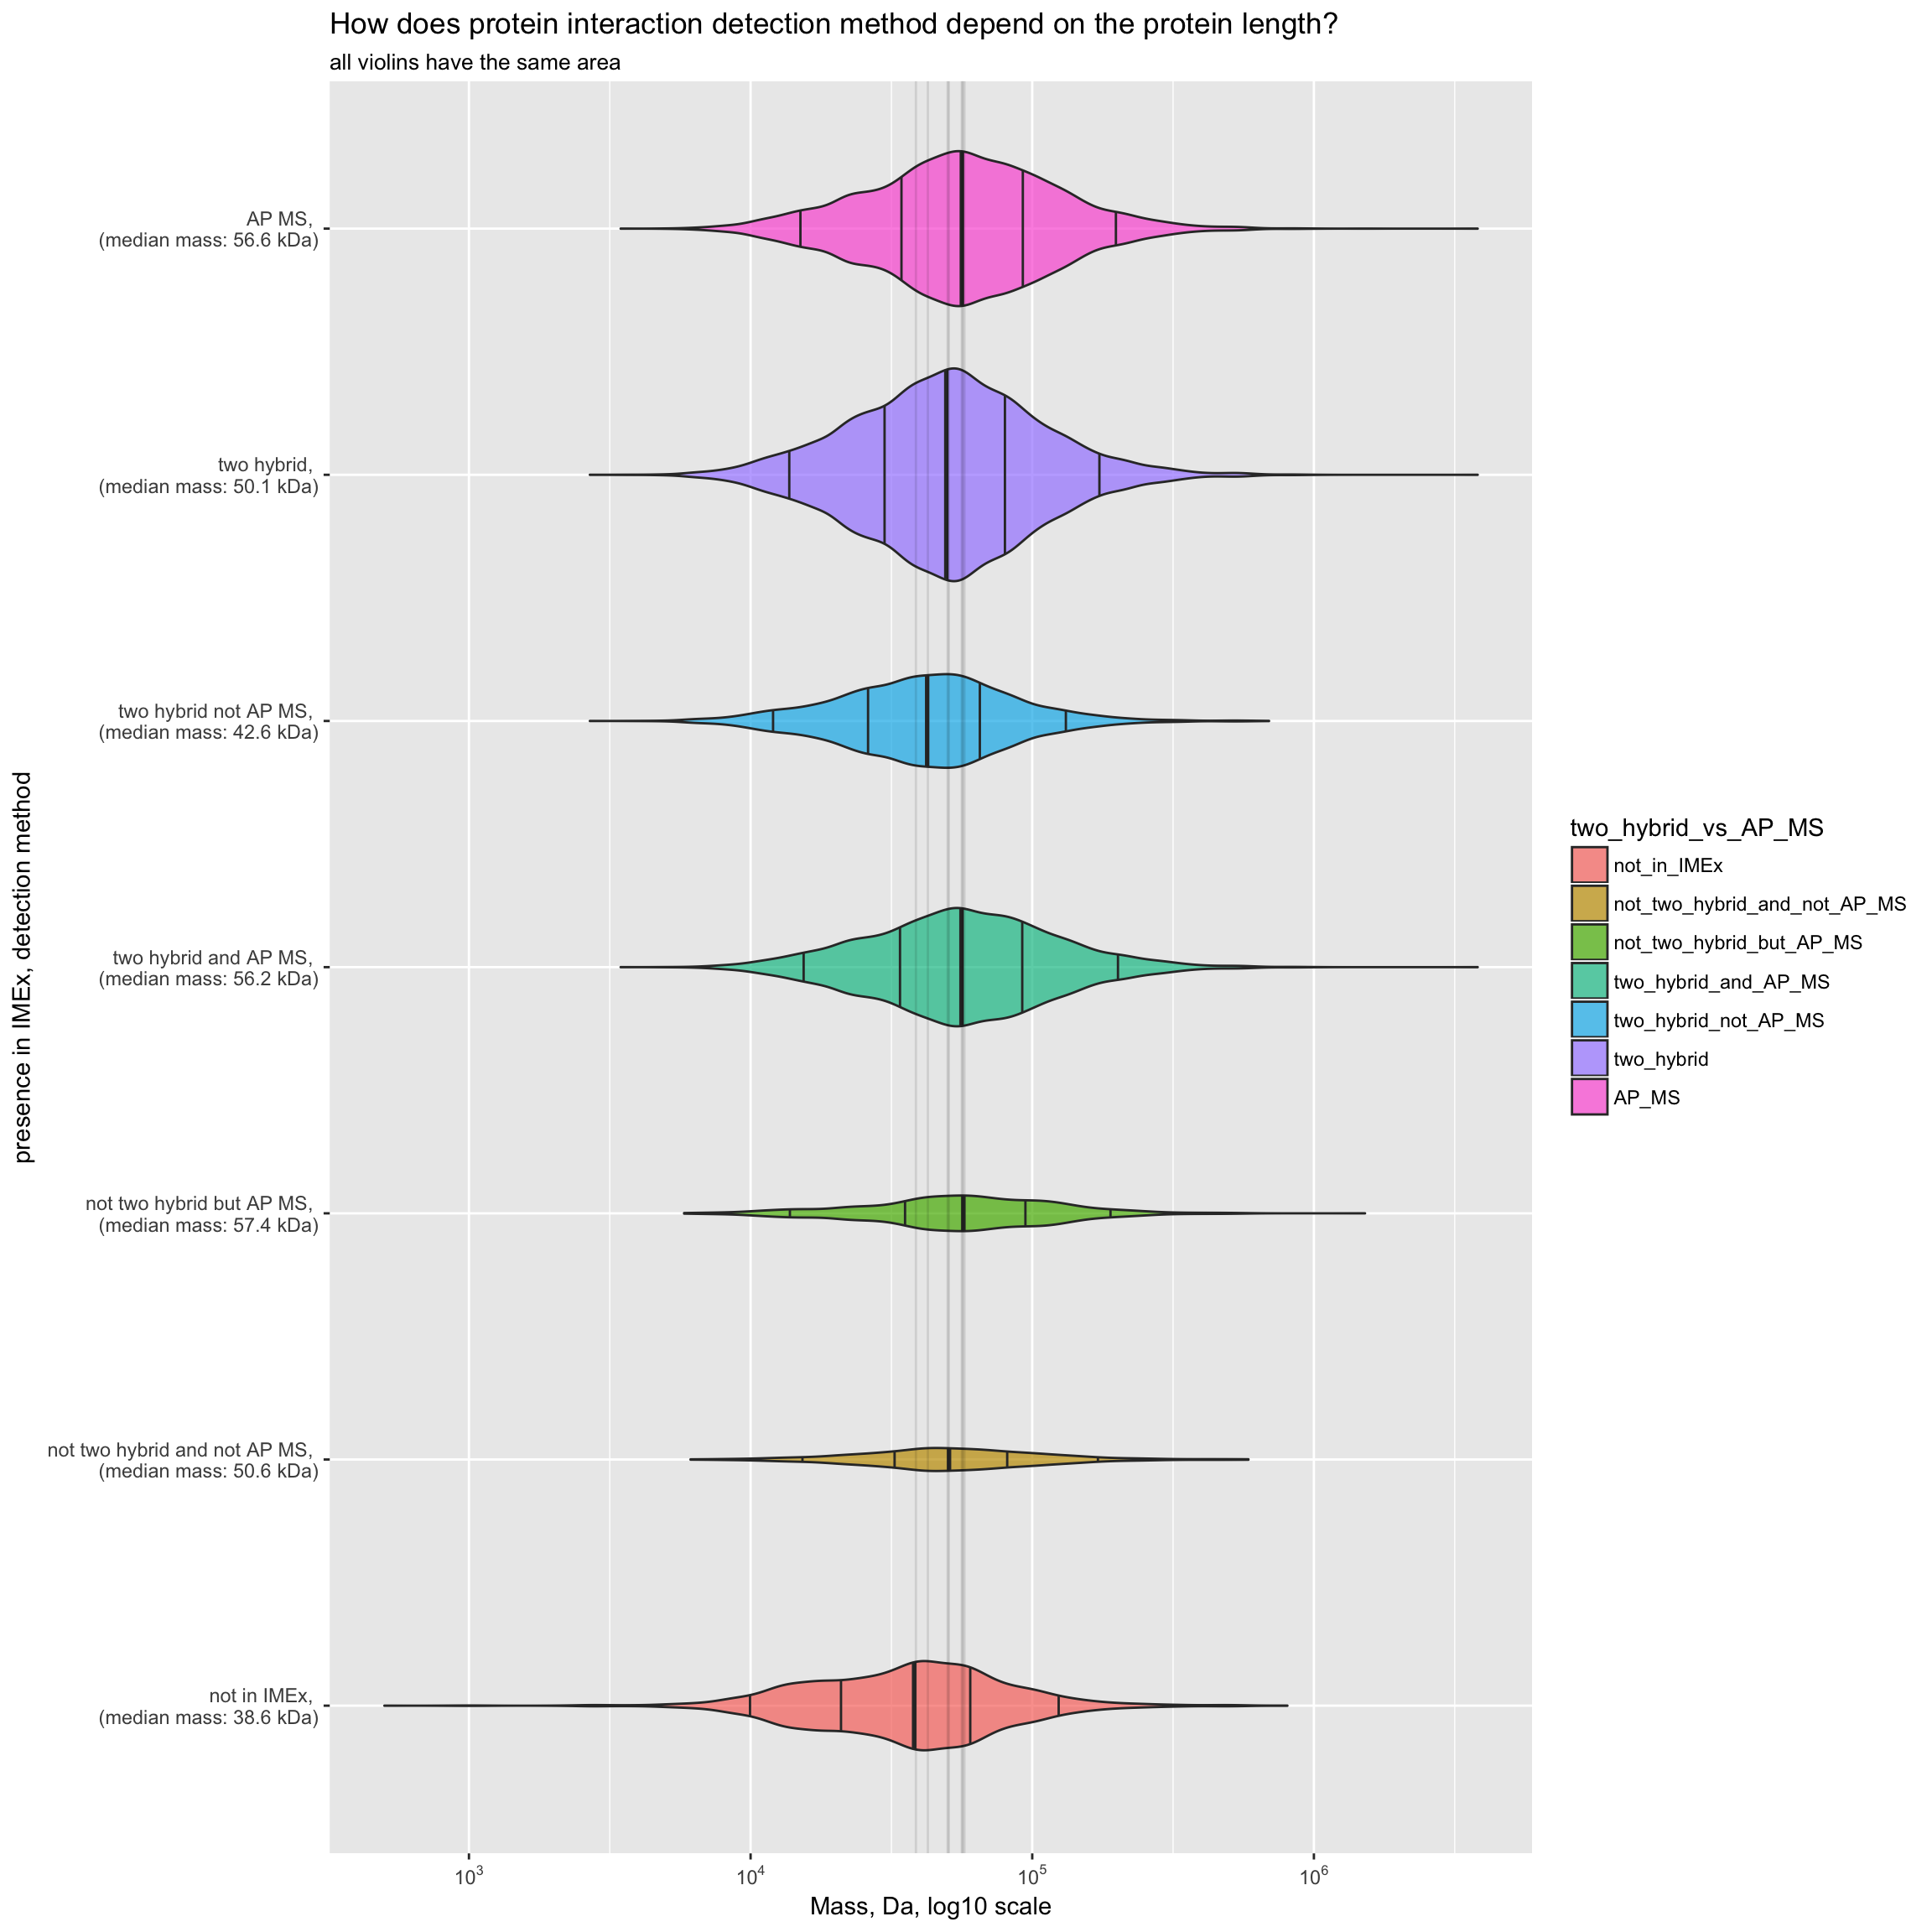 How does protein interaction detection method depend on the protein length?
all violins have the same area
presence in IMEx, detection method
AP MS,
(median mass: 56.6 kDa)
two hybrid,
(median mass: 50.1 kDa)
two hybrid not AP MS,
(median mass: 42.6 kDa)
two hybrid and AP MS,
(median mass: 56.2 kDa)
not two hybrid but AP MS,
(median mass: 57.4 kDa)
not two hybrid and not AP MS,
(median mass: 50.6 kDa)
not in IMEx,
(median mass: 38.6 kDa)
10³ 10⁴ 10⁵ 10⁶
Mass, Da, log10 scale
two_hybrid_vs_AP_MS
not_in_IMEx
not_two_hybrid_and_not_AP_MS
not_two_hybrid_but_AP_MS
two_hybrid_and_AP_MS
two_hybrid_not_AP_MS
two_hybrid
AP_MS